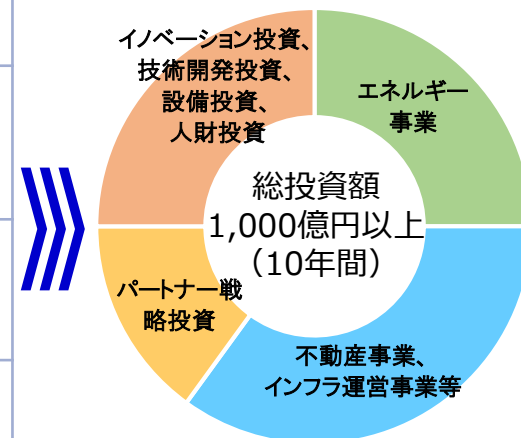 イノベーション投資、
技術開発投資、
設備投資、
人財投資
エネルギー
事業
総投資額
1,000億円以上
（10年間）
パートナー戦
略投資
不動産事業、
インフラ運営事業等